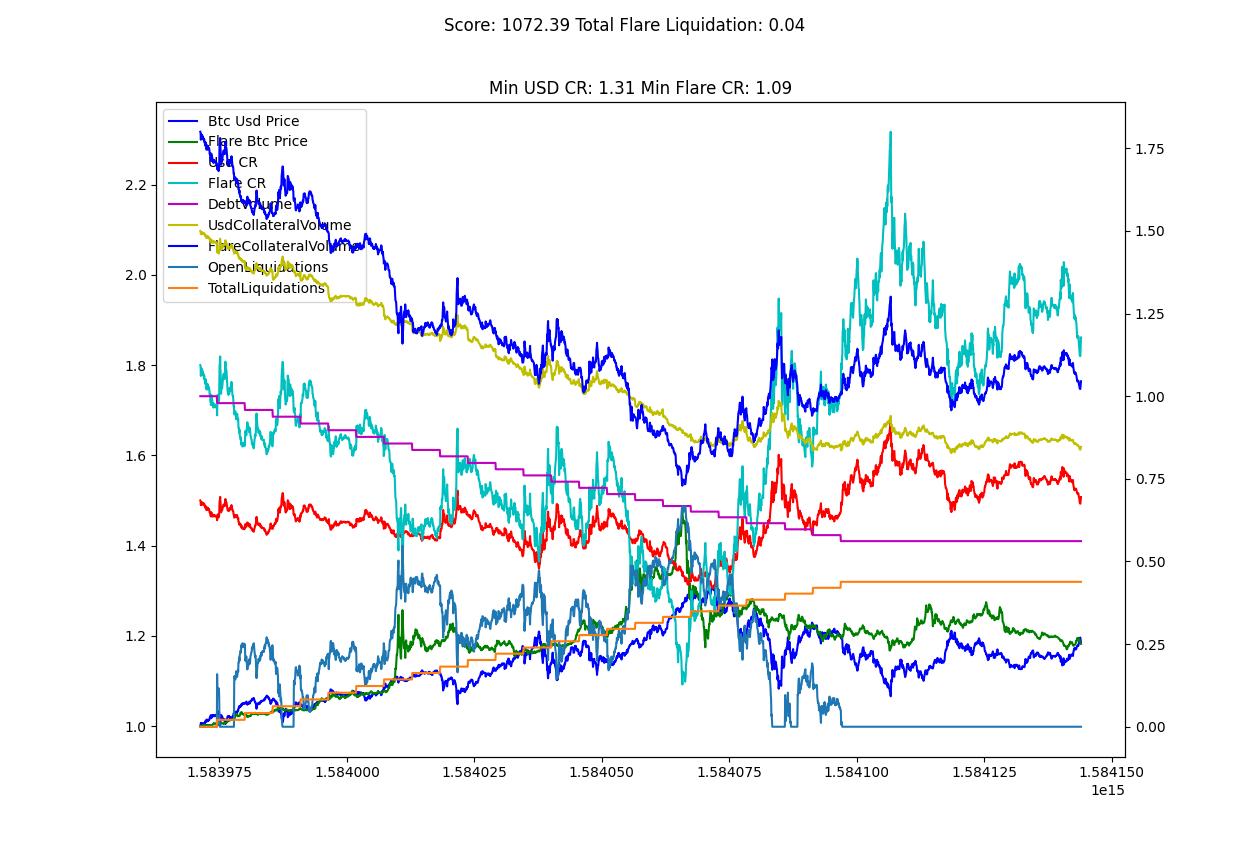 Score: 1072.39 Total Flare Liquidation: 0.04
Min USD CR: 1.31 Min Flare CR: 1.09
Btc Usd Price
Flare Btc Price
Usd CR
Flare CR
DebtVolume
UsdCollateralVolume
FlareCollateralVolume
OpenLiquidations
TotalLiquidations
2.2
2.0
1.8
1.6
1.4
1.2
1.0
1.75
1.50
1.25
1.00
0.75
0.50
0.25
0.00
1.583975 1.584000 1.584025 1.584050 1.584075 1.584100 1.584125 1.584150
1e15